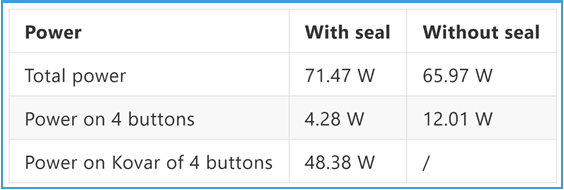 Power With seal Without seal
Total power 71.47 W 65.97 W
Power on 4 buttons 4.28 W 12.01 W
Power on Kovar of 4 buttons 48.38 W /